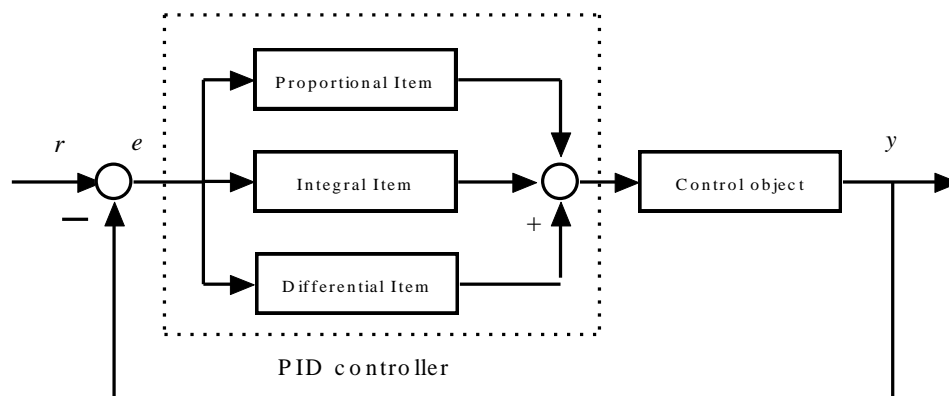 Proportional Item
r
e
y
Integral Item
Control object
−
+
Differential Item
PID controller